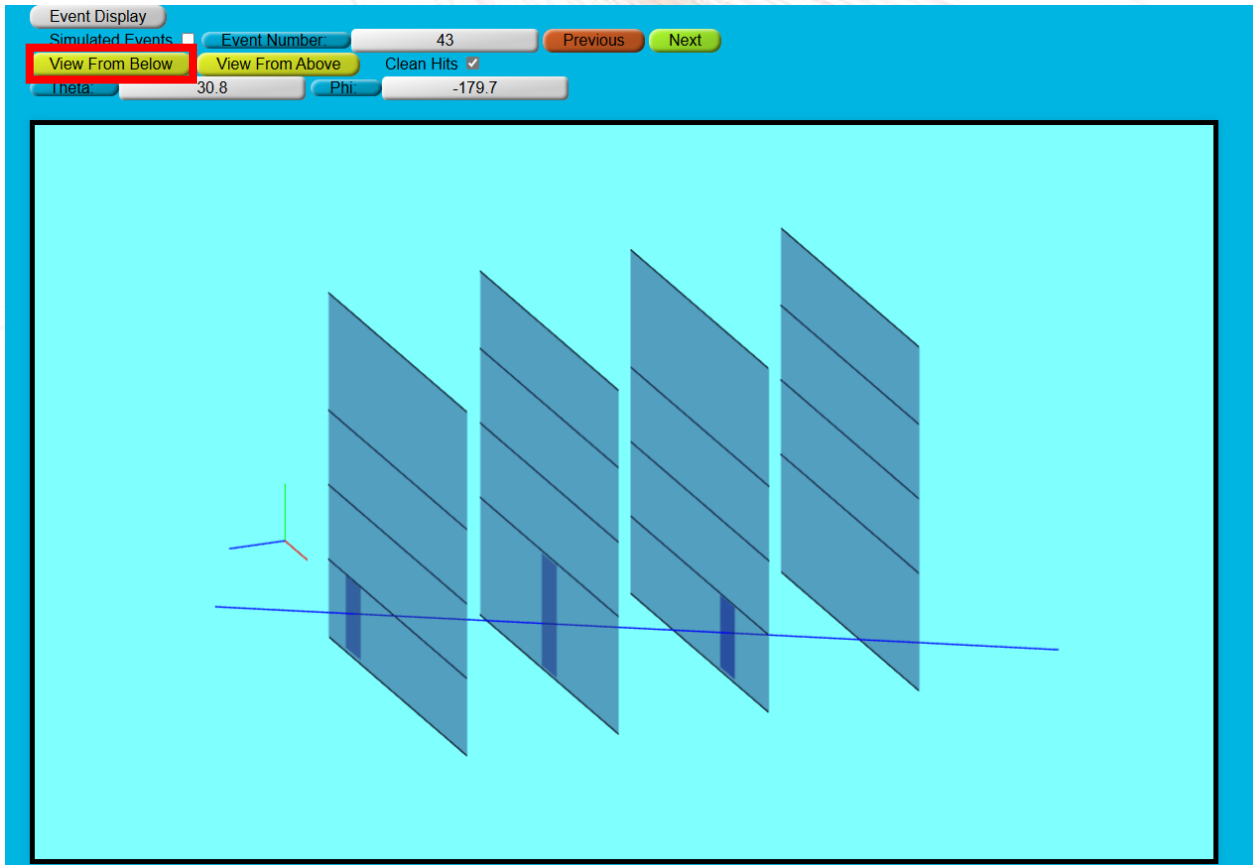 Event Display
Simulated Events Event Number: 43 Previous Next
View From Below View From Above Clean Hits
Theta: 30.8 Phi: -179.7